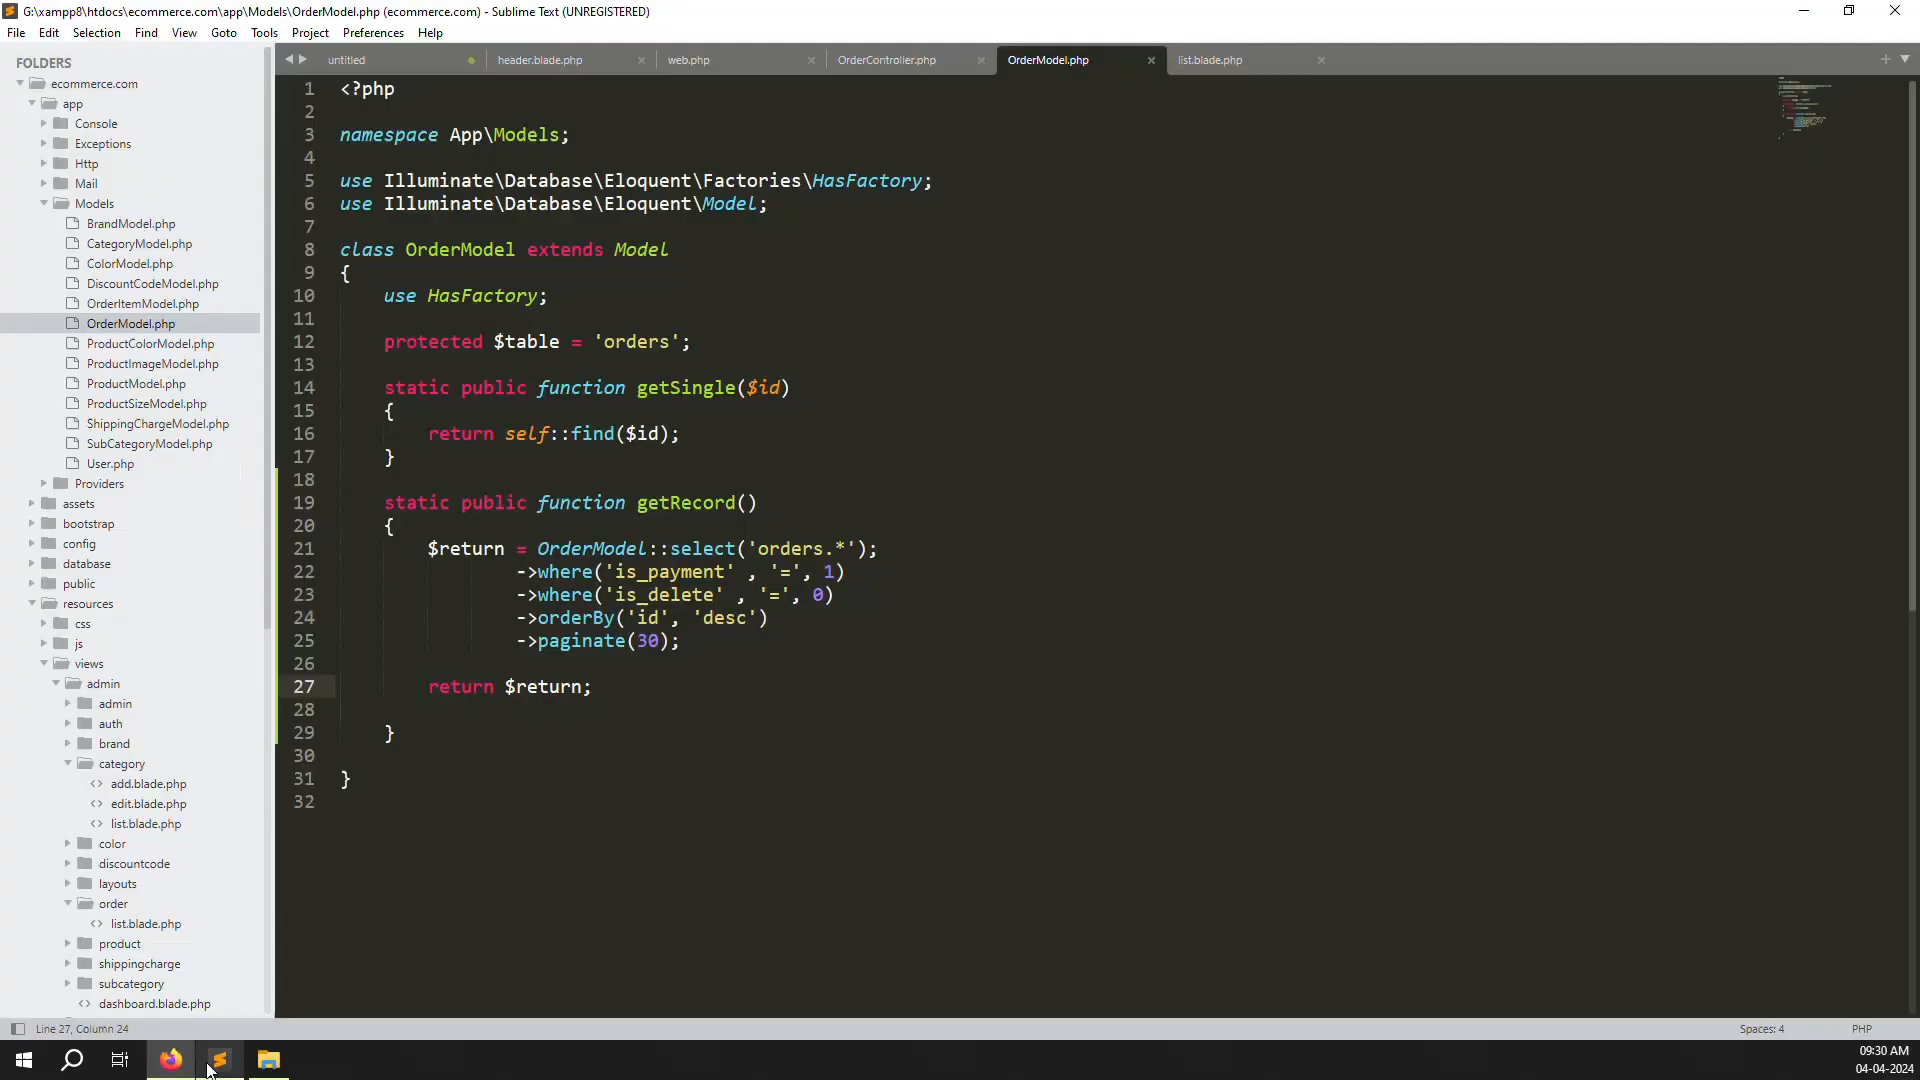 G:\xampp8\htdocs\ecommerce.com\app\Models\OrderModel.php (ecommerce.com) - Sublime Text (UNREGISTERED)
File Edit Selection Find View Goto Tools Project Preferences Help
FOLDERS
ecommerce.com
app
Console
Exceptions
Http
Mail
Models
BrandModel.php
CategoryModel.php
ColorModel.php
DiscountCodeModel.php
OrderItemModel.php
OrderModel.php
ProductColorModel.php
ProductImageModel.php
ProductModel.php
ProductSizeModel.php
ShippingChargeModel.php
SubCategoryModel.php
User.php
Providers
assets
bootstrap
config
database
public
resources
css
js
views
admin
admin
auth
brand
category
add.blade.php
edit.blade.php
list.blade.php
color
discountcode
layouts
order
list.blade.php
product
shippingcharge
subcategory
dashboard.blade.php
untitled header.blade.php web.php OrderController.php OrderModel.php list.blade.php
1 <?php
2
3 namespace App\Models;
4
5 use Illuminate\Database\Eloquent\Factories\HasFactory;
6 use Illuminate\Database\Eloquent\Model;
7
8 class OrderModel extends Model
9 {
10 use HasFactory;
11
12 protected $table = 'orders';
13
14 static public function getSingle($id)
15 {
16 return self::find($id);
17 }
18
19 static public function getRecord()
20 {
21 $return = OrderModel::select('orders.*');
22 ->where('is_payment' , '=', 1)
23 ->where('is_delete' , '=', 0)
24 ->orderBy('id', 'desc')
25 ->paginate(30);
26
27 return $return;
28
29 }
30
31 }
32
Line 27, Column 24
Spaces: 4
PHP
09:30 AM
04-04-2024